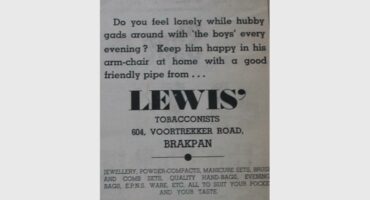 Do you feel lonely while hubby
gads around with 'the boys' every
evening? Keep him happy in his
arm-chair at home with a good
friendly pipe from...
LEWIS'
TOBACCONISTS
604, VOORTREKKER ROAD,
BRAKPAN
JEWELLERY, POWDER-COMPACTS, MANICURE SETS, BRUSH
AND COMB SETS, QUALITY HAND-BAGS, EVENING
BAGS, E.P.N.S. WARE, ETC, ALL TO SUIT YOUR POCKET
AND YOUR TASTE.